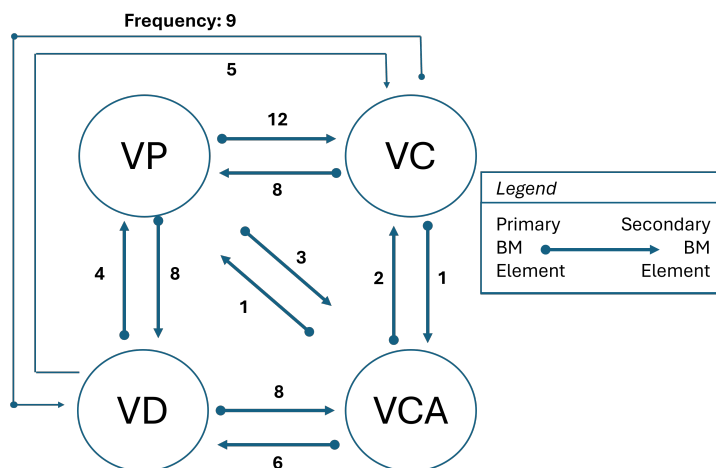 Frequency: 9
5
12
VP
VC
8
Legend
Primary Secondary
BM BM
Element Element
3
4
8
2
1
1
8
VD
VCA
6